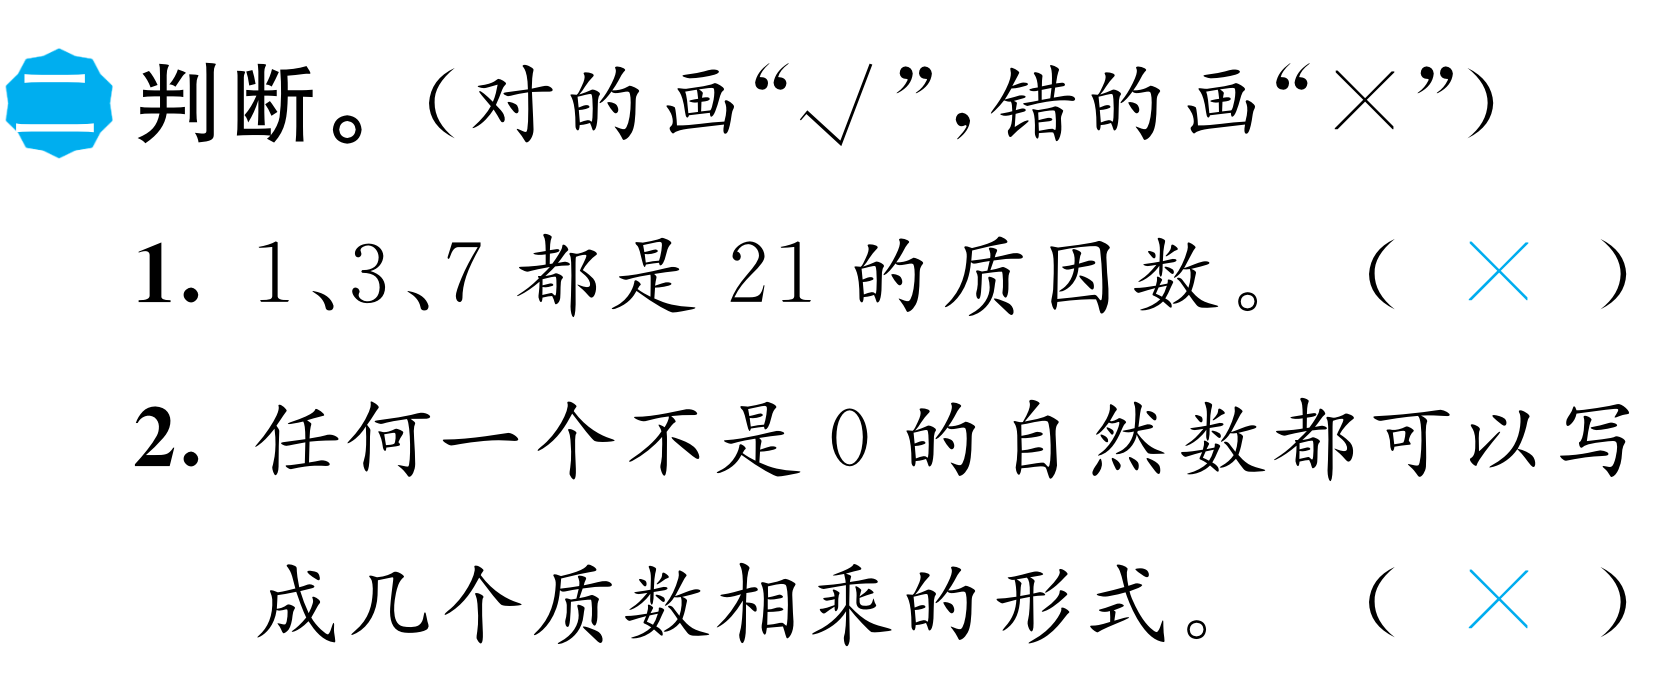 二 判断。(对的画“√”,错的画“×”)
1. 1、3、7 都是 21 的质因数。 ( × )
2. 任何一个不是 0 的自然数都可以写
成几个质数相乘的形式。 ( × )